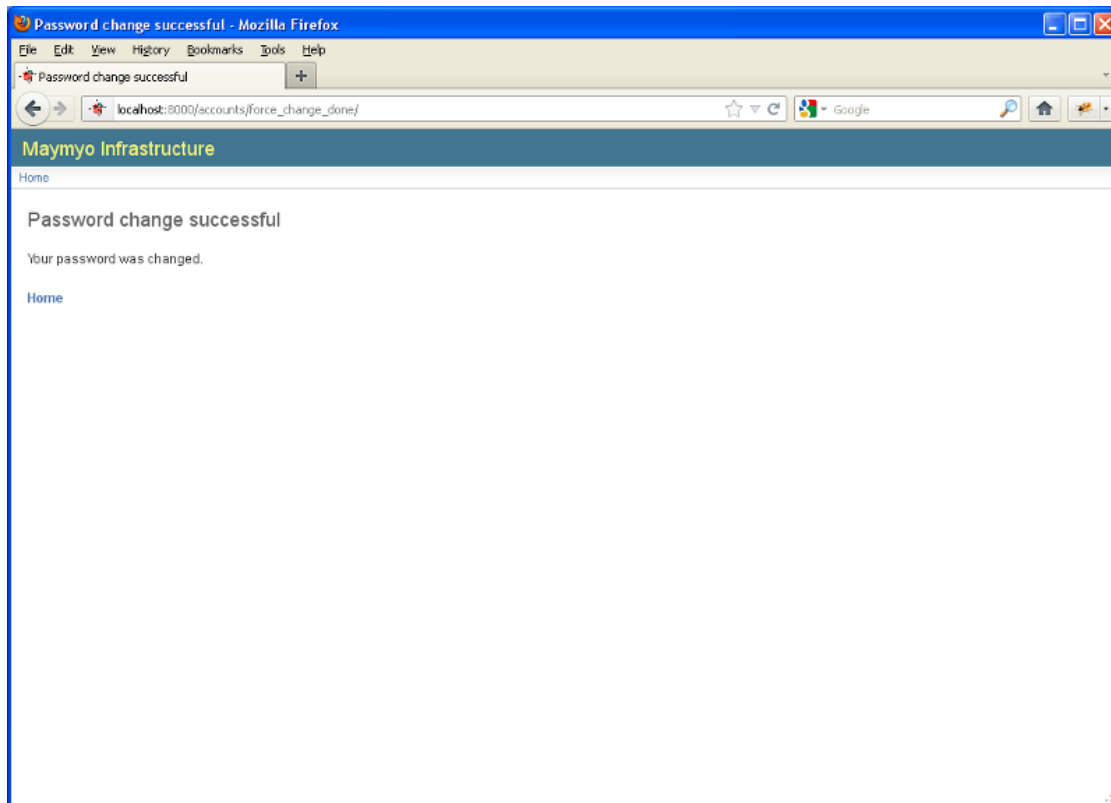 Password change successful - Mozilla Firefox
File Edit View History Bookmarks Tools Help
Password change successful
localhost:8000/accounts/force_change_done/ Google
Maymyo Infrastructure
Home
Password change successful
Your password was changed.
Home